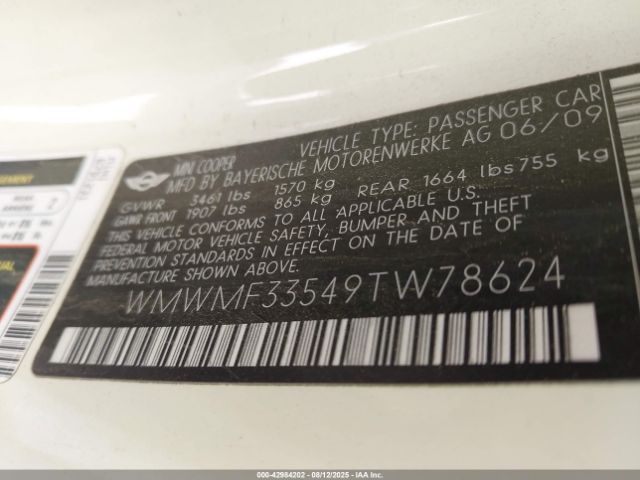 VEHICLE TYPE: PASSENGER CAR
MINI COOPER
MFD BY BAYERISCHE MOTORENWERKE AG 06/09
GVWR 3461 lbs 1570 kg
GAWR FRONT 1907 lbs 865 kg REAR 1664 lbs 755 kg
THIS VEHICLE CONFORMS TO ALL APPLICABLE U.S.
FEDERAL MOTOR VEHICLE SAFETY, BUMPER AND THEFT
PREVENTION STANDARDS IN EFFECT ON THE DATE OF
MANUFACTURE SHOWN ABOVE.
WMWMF33549TW78624
000-42984202 - 08/12/2025 - IAA Inc.